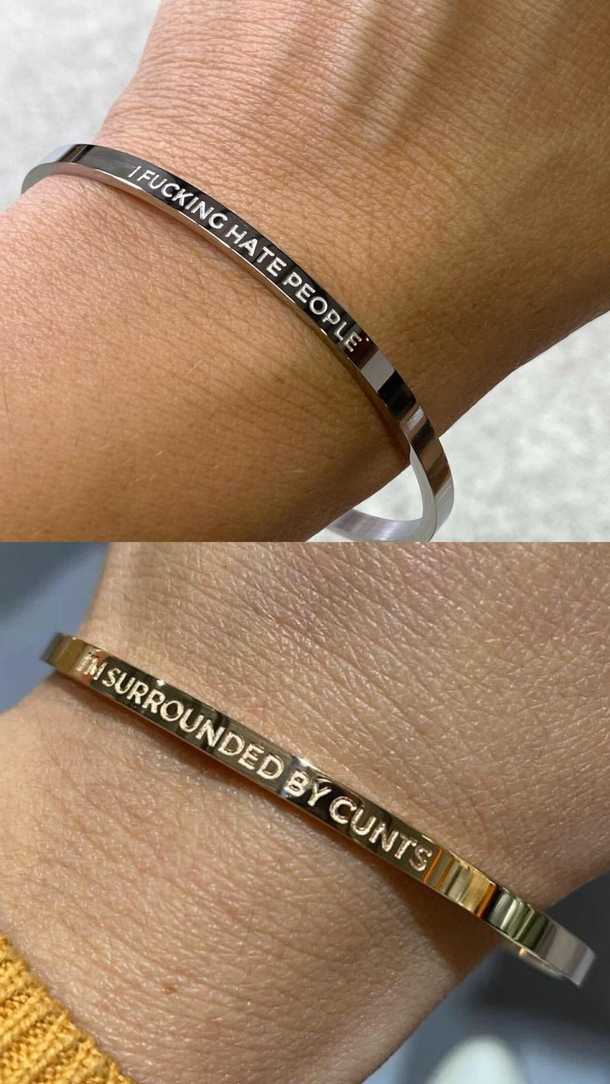 I FUCKING HATE PEOPLE
I'M SURROUNDED BY CUNTS